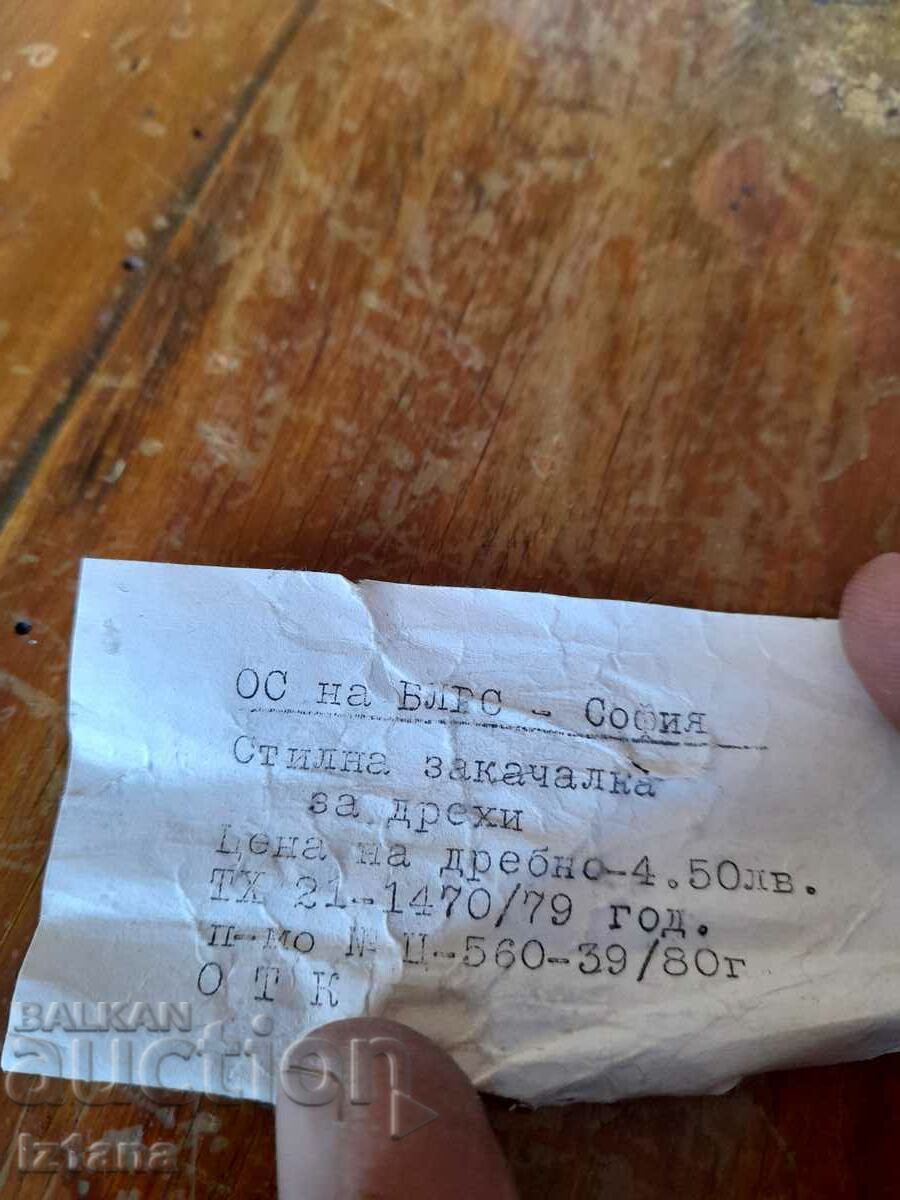 ОС на БЛРС - София
Стилна закачалка
за дрехи
Цена на дребно-4.50лв.
ТХ 21-1470/79 год.
п-мо № Ц-560-39/80г
О Т К
BALKAN
auction
iz1ana